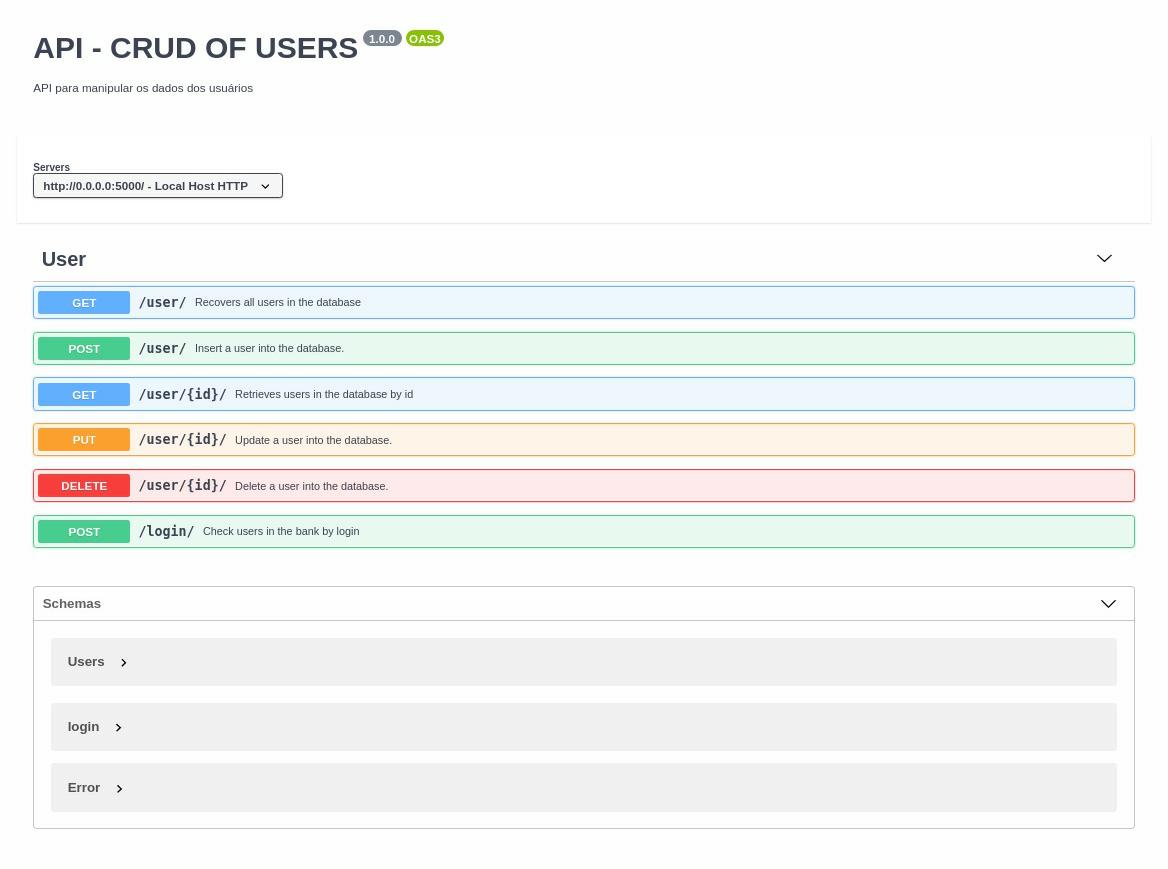 API - CRUD OF USERS 1.0.0 OAS3
API para manipular os dados dos usuários
Servers
http://0.0.0.0:5000/ - Local Host HTTP
User
GET /user/ Recovers all users in the database
POST /user/ Insert a user into the database.
GET /user/{id}/ Retrieves users in the database by id
PUT /user/{id}/ Update a user into the database.
DELETE /user/{id}/ Delete a user into the database.
POST /login/ Check users in the bank by login
Schemas
Users
login
Error